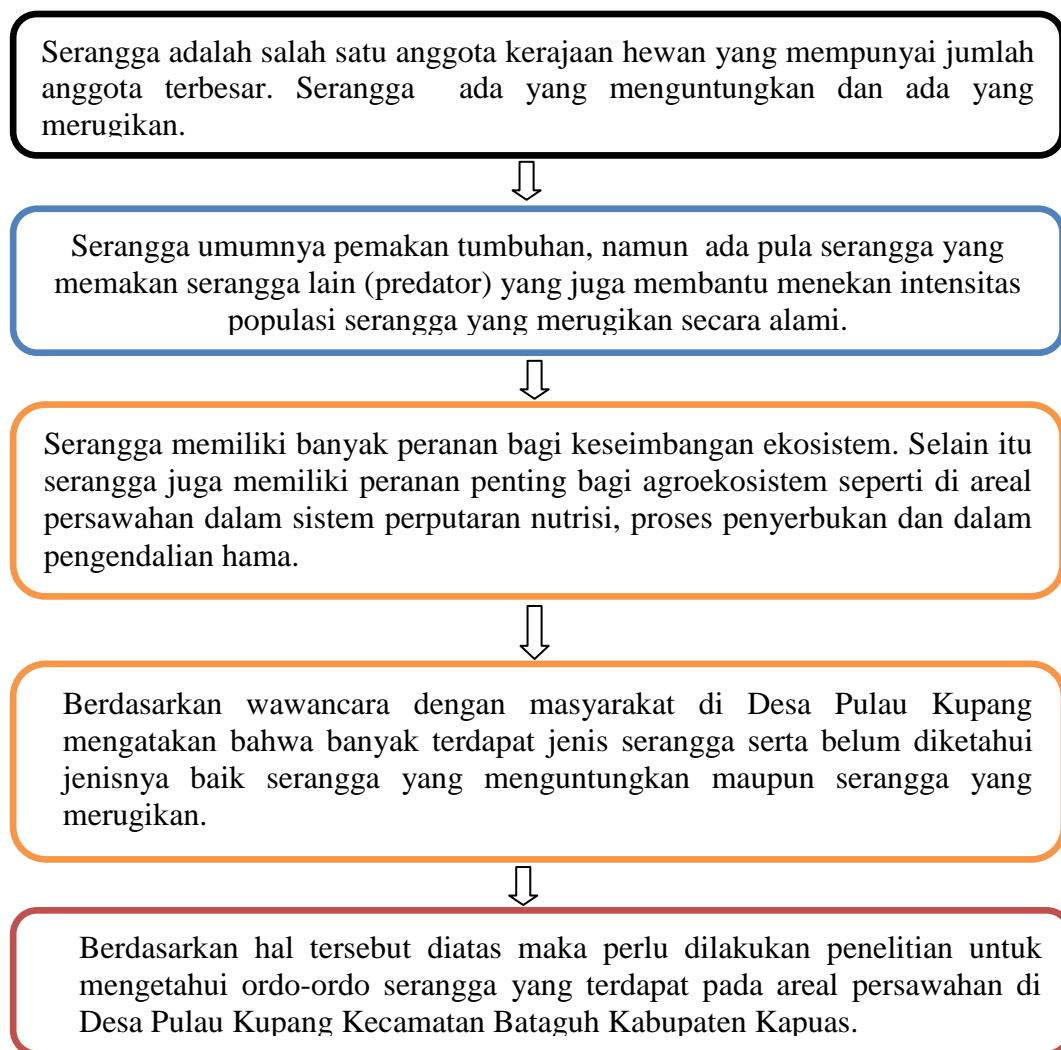 Serangga adalah salah satu anggota kerajaan hewan yang mempunyai jumlah
anggota terbesar. Serangga ada yang menguntungkan dan ada yang
merugikan.
Serangga umumnya pemakan tumbuhan, namun ada pula serangga yang
memakan serangga lain (predator) yang juga membantu menekan intensitas
populasi serangga yang merugikan secara alami.
Serangga memiliki banyak peranan bagi keseimbangan ekosistem. Selain itu
serangga juga memiliki peranan penting bagi agroekosistem seperti di areal
persawahan dalam sistem perputaran nutrisi, proses penyerbukan dan dalam
pengendalian hama.
Berdasarkan wawancara dengan masyarakat di Desa Pulau Kupang
mengatakan bahwa banyak terdapat jenis serangga serta belum diketahui
jenisnya baik serangga yang menguntungkan maupun serangga yang
merugikan.
Berdasarkan hal tersebut diatas maka perlu dilakukan penelitian untuk
mengetahui ordo-ordo serangga yang terdapat pada areal persawahan di
Desa Pulau Kupang Kecamatan Bataguh Kabupaten Kapuas.